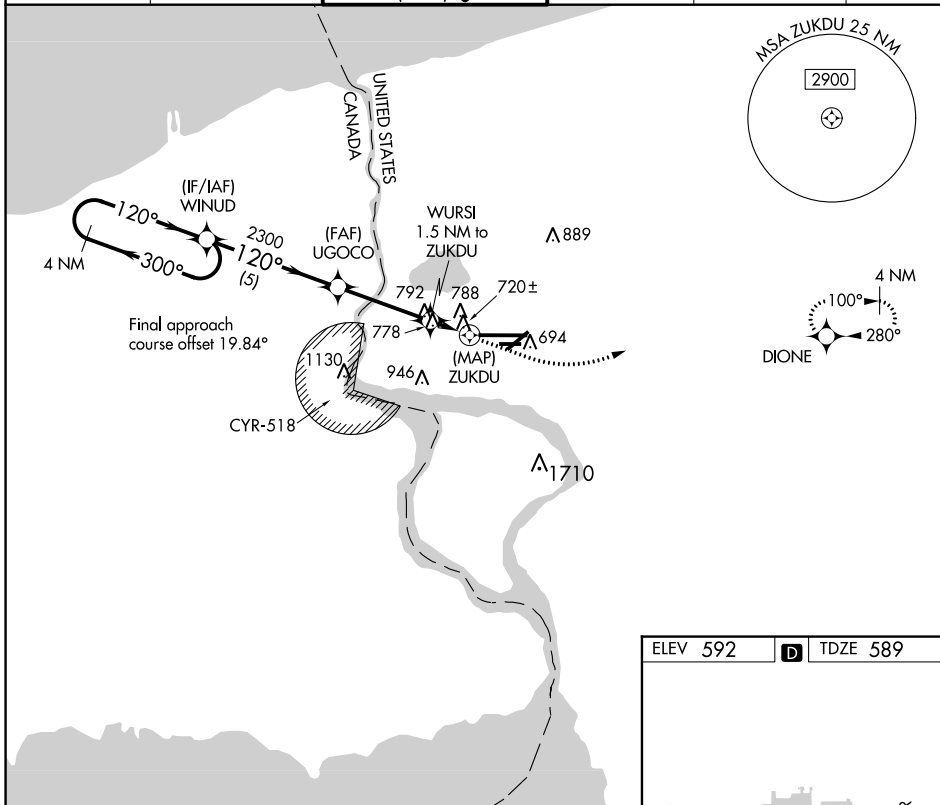 MSA ZUKDU 25 NM
2900
UNITED STATES
CANADA
(IF/IAF)
WINUD
120°
300°
4 NM
2300
120°
(5)
(FAF)
UGOCO
WURSI
1.5 NM to
ZUKDU
889
792
788
720±
778
694
(MAP)
ZUKDU
Final approach
course offset 19.84°
1130
946
CYR-518
4 NM
100°
280°
DIONE
1710
ELEV 592
D
TDZE 589